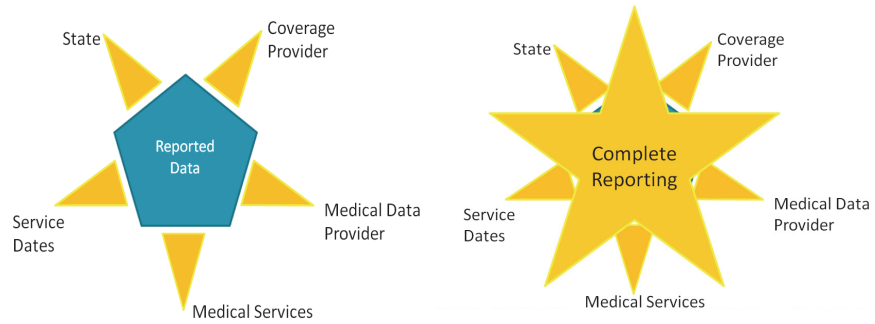 State
Coverage
Provider
Reported
Data
Service
Dates
Medical Data
Provider
Medical Services
State
Coverage
Provider
Complete
Reporting
Service
Dates
Medical Data
Provider
Medical Services